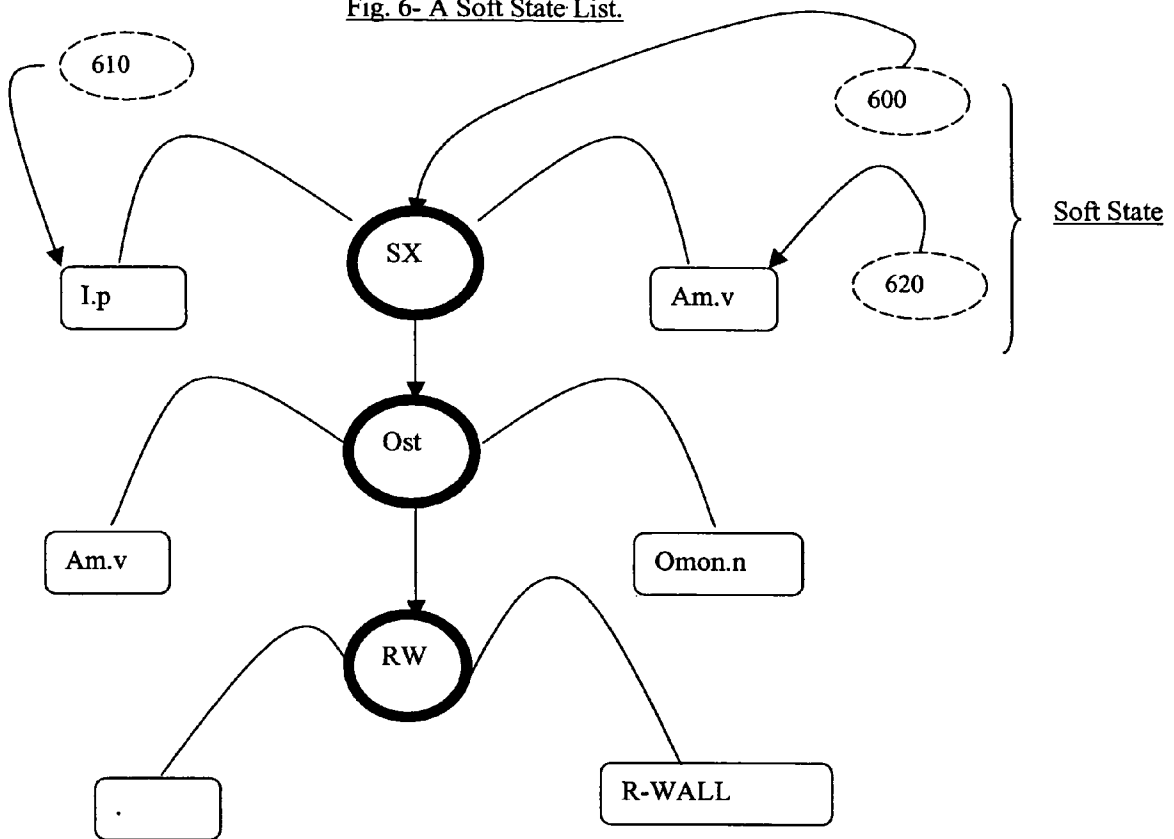 Fig. 6- A Soft State List.
610
600
SX
Soft State
I.p
Am.v
620
Ost
Am.v
Omon.n
RW
.
R-WALL